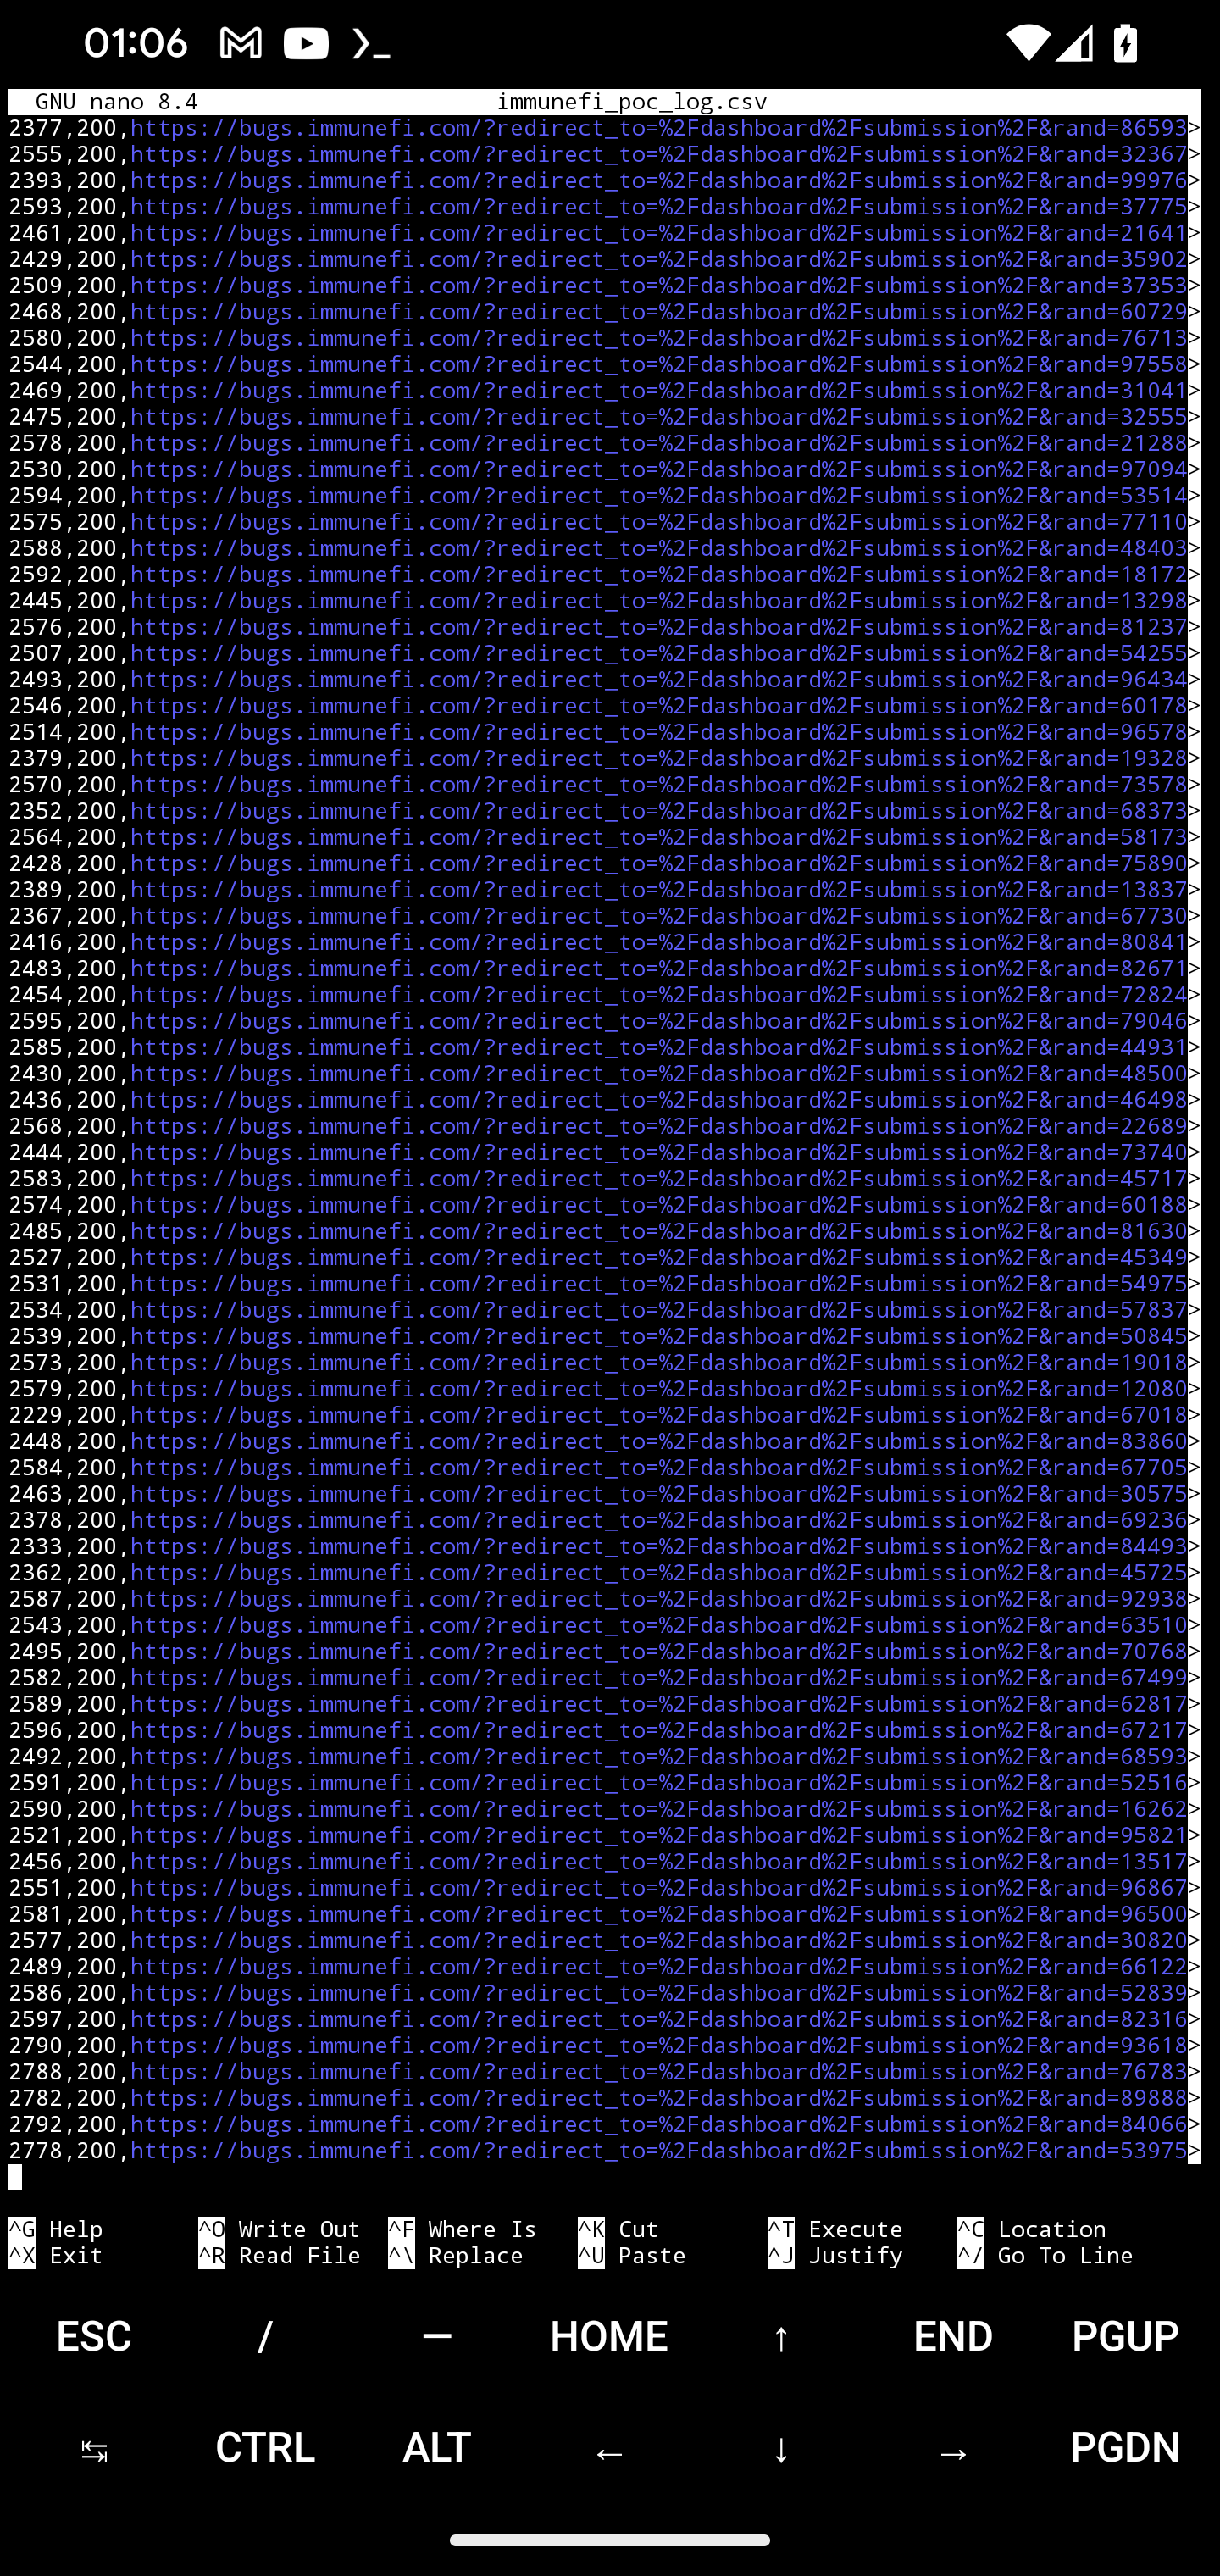 01:06
GNU nano 8.4 immunefi_poc_log.csv
2377,200,https://bugs.immunefi.com/?redirect_to=%2Fdashboard%2Fsubmission%2F&rand=86593>
2555,200,https://bugs.immunefi.com/?redirect_to=%2Fdashboard%2Fsubmission%2F&rand=32367>
2393,200,https://bugs.immunefi.com/?redirect_to=%2Fdashboard%2Fsubmission%2F&rand=99976>
2593,200,https://bugs.immunefi.com/?redirect_to=%2Fdashboard%2Fsubmission%2F&rand=37775>
2461,200,https://bugs.immunefi.com/?redirect_to=%2Fdashboard%2Fsubmission%2F&rand=21641>
2429,200,https://bugs.immunefi.com/?redirect_to=%2Fdashboard%2Fsubmission%2F&rand=35902>
2509,200,https://bugs.immunefi.com/?redirect_to=%2Fdashboard%2Fsubmission%2F&rand=37353>
2468,200,https://bugs.immunefi.com/?redirect_to=%2Fdashboard%2Fsubmission%2F&rand=60729>
2580,200,https://bugs.immunefi.com/?redirect_to=%2Fdashboard%2Fsubmission%2F&rand=76713>
2544,200,https://bugs.immunefi.com/?redirect_to=%2Fdashboard%2Fsubmission%2F&rand=97558>
2469,200,https://bugs.immunefi.com/?redirect_to=%2Fdashboard%2Fsubmission%2F&rand=31041>
2475,200,https://bugs.immunefi.com/?redirect_to=%2Fdashboard%2Fsubmission%2F&rand=32555>
2578,200,https://bugs.immunefi.com/?redirect_to=%2Fdashboard%2Fsubmission%2F&rand=21288>
2530,200,https://bugs.immunefi.com/?redirect_to=%2Fdashboard%2Fsubmission%2F&rand=97094>
2594,200,https://bugs.immunefi.com/?redirect_to=%2Fdashboard%2Fsubmission%2F&rand=53514>
2575,200,https://bugs.immunefi.com/?redirect_to=%2Fdashboard%2Fsubmission%2F&rand=77110>
2588,200,https://bugs.immunefi.com/?redirect_to=%2Fdashboard%2Fsubmission%2F&rand=48403>
2592,200,https://bugs.immunefi.com/?redirect_to=%2Fdashboard%2Fsubmission%2F&rand=18172>
2445,200,https://bugs.immunefi.com/?redirect_to=%2Fdashboard%2Fsubmission%2F&rand=13298>
2576,200,https://bugs.immunefi.com/?redirect_to=%2Fdashboard%2Fsubmission%2F&rand=81237>
2507,200,https://bugs.immunefi.com/?redirect_to=%2Fdashboard%2Fsubmission%2F&rand=54255>
2493,200,https://bugs.immunefi.com/?redirect_to=%2Fdashboard%2Fsubmission%2F&rand=96434>
2546,200,https://bugs.immunefi.com/?redirect_to=%2Fdashboard%2Fsubmission%2F&rand=60178>
2514,200,https://bugs.immunefi.com/?redirect_to=%2Fdashboard%2Fsubmission%2F&rand=96578>
2379,200,https://bugs.immunefi.com/?redirect_to=%2Fdashboard%2Fsubmission%2F&rand=19328>
2570,200,https://bugs.immunefi.com/?redirect_to=%2Fdashboard%2Fsubmission%2F&rand=73578>
2352,200,https://bugs.immunefi.com/?redirect_to=%2Fdashboard%2Fsubmission%2F&rand=68373>
2564,200,https://bugs.immunefi.com/?redirect_to=%2Fdashboard%2Fsubmission%2F&rand=58173>
2428,200,https://bugs.immunefi.com/?redirect_to=%2Fdashboard%2Fsubmission%2F&rand=75890>
2389,200,https://bugs.immunefi.com/?redirect_to=%2Fdashboard%2Fsubmission%2F&rand=13837>
2367,200,https://bugs.immunefi.com/?redirect_to=%2Fdashboard%2Fsubmission%2F&rand=67730>
2416,200,https://bugs.immunefi.com/?redirect_to=%2Fdashboard%2Fsubmission%2F&rand=80841>
2483,200,https://bugs.immunefi.com/?redirect_to=%2Fdashboard%2Fsubmission%2F&rand=82671>
2454,200,https://bugs.immunefi.com/?redirect_to=%2Fdashboard%2Fsubmission%2F&rand=72824>
2595,200,https://bugs.immunefi.com/?redirect_to=%2Fdashboard%2Fsubmission%2F&rand=79046>
2585,200,https://bugs.immunefi.com/?redirect_to=%2Fdashboard%2Fsubmission%2F&rand=44931>
2430,200,https://bugs.immunefi.com/?redirect_to=%2Fdashboard%2Fsubmission%2F&rand=48500>
2436,200,https://bugs.immunefi.com/?redirect_to=%2Fdashboard%2Fsubmission%2F&rand=46498>
2568,200,https://bugs.immunefi.com/?redirect_to=%2Fdashboard%2Fsubmission%2F&rand=22689>
2444,200,https://bugs.immunefi.com/?redirect_to=%2Fdashboard%2Fsubmission%2F&rand=73740>
2583,200,https://bugs.immunefi.com/?redirect_to=%2Fdashboard%2Fsubmission%2F&rand=45717>
2574,200,https://bugs.immunefi.com/?redirect_to=%2Fdashboard%2Fsubmission%2F&rand=60188>
2485,200,https://bugs.immunefi.com/?redirect_to=%2Fdashboard%2Fsubmission%2F&rand=81630>
2527,200,https://bugs.immunefi.com/?redirect_to=%2Fdashboard%2Fsubmission%2F&rand=45349>
2531,200,https://bugs.immunefi.com/?redirect_to=%2Fdashboard%2Fsubmission%2F&rand=54975>
2534,200,https://bugs.immunefi.com/?redirect_to=%2Fdashboard%2Fsubmission%2F&rand=57837>
2539,200,https://bugs.immunefi.com/?redirect_to=%2Fdashboard%2Fsubmission%2F&rand=50845>
2573,200,https://bugs.immunefi.com/?redirect_to=%2Fdashboard%2Fsubmission%2F&rand=19018>
2579,200,https://bugs.immunefi.com/?redirect_to=%2Fdashboard%2Fsubmission%2F&rand=12080>
2229,200,https://bugs.immunefi.com/?redirect_to=%2Fdashboard%2Fsubmission%2F&rand=67018>
2448,200,https://bugs.immunefi.com/?redirect_to=%2Fdashboard%2Fsubmission%2F&rand=83860>
2584,200,https://bugs.immunefi.com/?redirect_to=%2Fdashboard%2Fsubmission%2F&rand=67705>
2463,200,https://bugs.immunefi.com/?redirect_to=%2Fdashboard%2Fsubmission%2F&rand=30575>
2378,200,https://bugs.immunefi.com/?redirect_to=%2Fdashboard%2Fsubmission%2F&rand=69236>
2333,200,https://bugs.immunefi.com/?redirect_to=%2Fdashboard%2Fsubmission%2F&rand=84493>
2362,200,https://bugs.immunefi.com/?redirect_to=%2Fdashboard%2Fsubmission%2F&rand=45725>
2587,200,https://bugs.immunefi.com/?redirect_to=%2Fdashboard%2Fsubmission%2F&rand=92938>
2543,200,https://bugs.immunefi.com/?redirect_to=%2Fdashboard%2Fsubmission%2F&rand=63510>
2495,200,https://bugs.immunefi.com/?redirect_to=%2Fdashboard%2Fsubmission%2F&rand=70768>
2582,200,https://bugs.immunefi.com/?redirect_to=%2Fdashboard%2Fsubmission%2F&rand=67499>
2589,200,https://bugs.immunefi.com/?redirect_to=%2Fdashboard%2Fsubmission%2F&rand=62817>
2596,200,https://bugs.immunefi.com/?redirect_to=%2Fdashboard%2Fsubmission%2F&rand=67217>
2492,200,https://bugs.immunefi.com/?redirect_to=%2Fdashboard%2Fsubmission%2F&rand=68593>
2591,200,https://bugs.immunefi.com/?redirect_to=%2Fdashboard%2Fsubmission%2F&rand=52516>
2590,200,https://bugs.immunefi.com/?redirect_to=%2Fdashboard%2Fsubmission%2F&rand=16262>
2521,200,https://bugs.immunefi.com/?redirect_to=%2Fdashboard%2Fsubmission%2F&rand=95821>
2456,200,https://bugs.immunefi.com/?redirect_to=%2Fdashboard%2Fsubmission%2F&rand=13517>
2551,200,https://bugs.immunefi.com/?redirect_to=%2Fdashboard%2Fsubmission%2F&rand=96867>
2581,200,https://bugs.immunefi.com/?redirect_to=%2Fdashboard%2Fsubmission%2F&rand=96500>
2577,200,https://bugs.immunefi.com/?redirect_to=%2Fdashboard%2Fsubmission%2F&rand=30820>
2489,200,https://bugs.immunefi.com/?redirect_to=%2Fdashboard%2Fsubmission%2F&rand=66122>
2586,200,https://bugs.immunefi.com/?redirect_to=%2Fdashboard%2Fsubmission%2F&rand=52839>
2597,200,https://bugs.immunefi.com/?redirect_to=%2Fdashboard%2Fsubmission%2F&rand=82316>
2790,200,https://bugs.immunefi.com/?redirect_to=%2Fdashboard%2Fsubmission%2F&rand=93618>
2788,200,https://bugs.immunefi.com/?redirect_to=%2Fdashboard%2Fsubmission%2F&rand=76783>
2782,200,https://bugs.immunefi.com/?redirect_to=%2Fdashboard%2Fsubmission%2F&rand=89888>
2792,200,https://bugs.immunefi.com/?redirect_to=%2Fdashboard%2Fsubmission%2F&rand=84066>
2778,200,https://bugs.immunefi.com/?redirect_to=%2Fdashboard%2Fsubmission%2F&rand=53975>
^G Help ^O Write Out ^F Where Is ^K Cut ^T Execute ^C Location
^X Exit ^R Read File ^\ Replace ^U Paste ^J Justify ^/ Go To Line
ESC / — HOME ↑ END PGUP
↹ CTRL ALT ← ↓ → PGDN